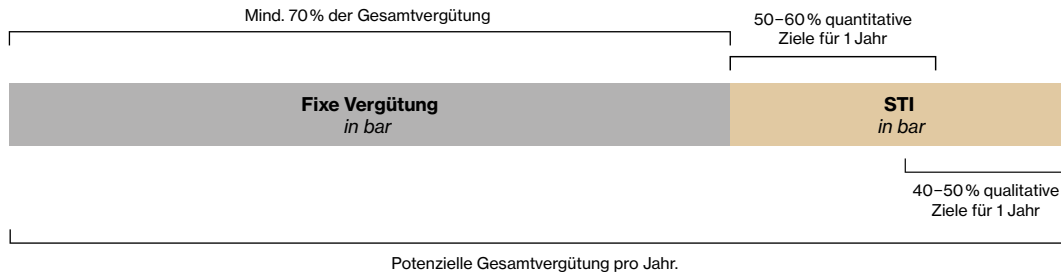 Mind. 70 % der Gesamtvergütung
50–60 % quantitative
Ziele für 1 Jahr
Fixe Vergütung
in bar
STI
in bar
40–50 % qualitative
Ziele für 1 Jahr
Potenzielle Gesamtvergütung pro Jahr.